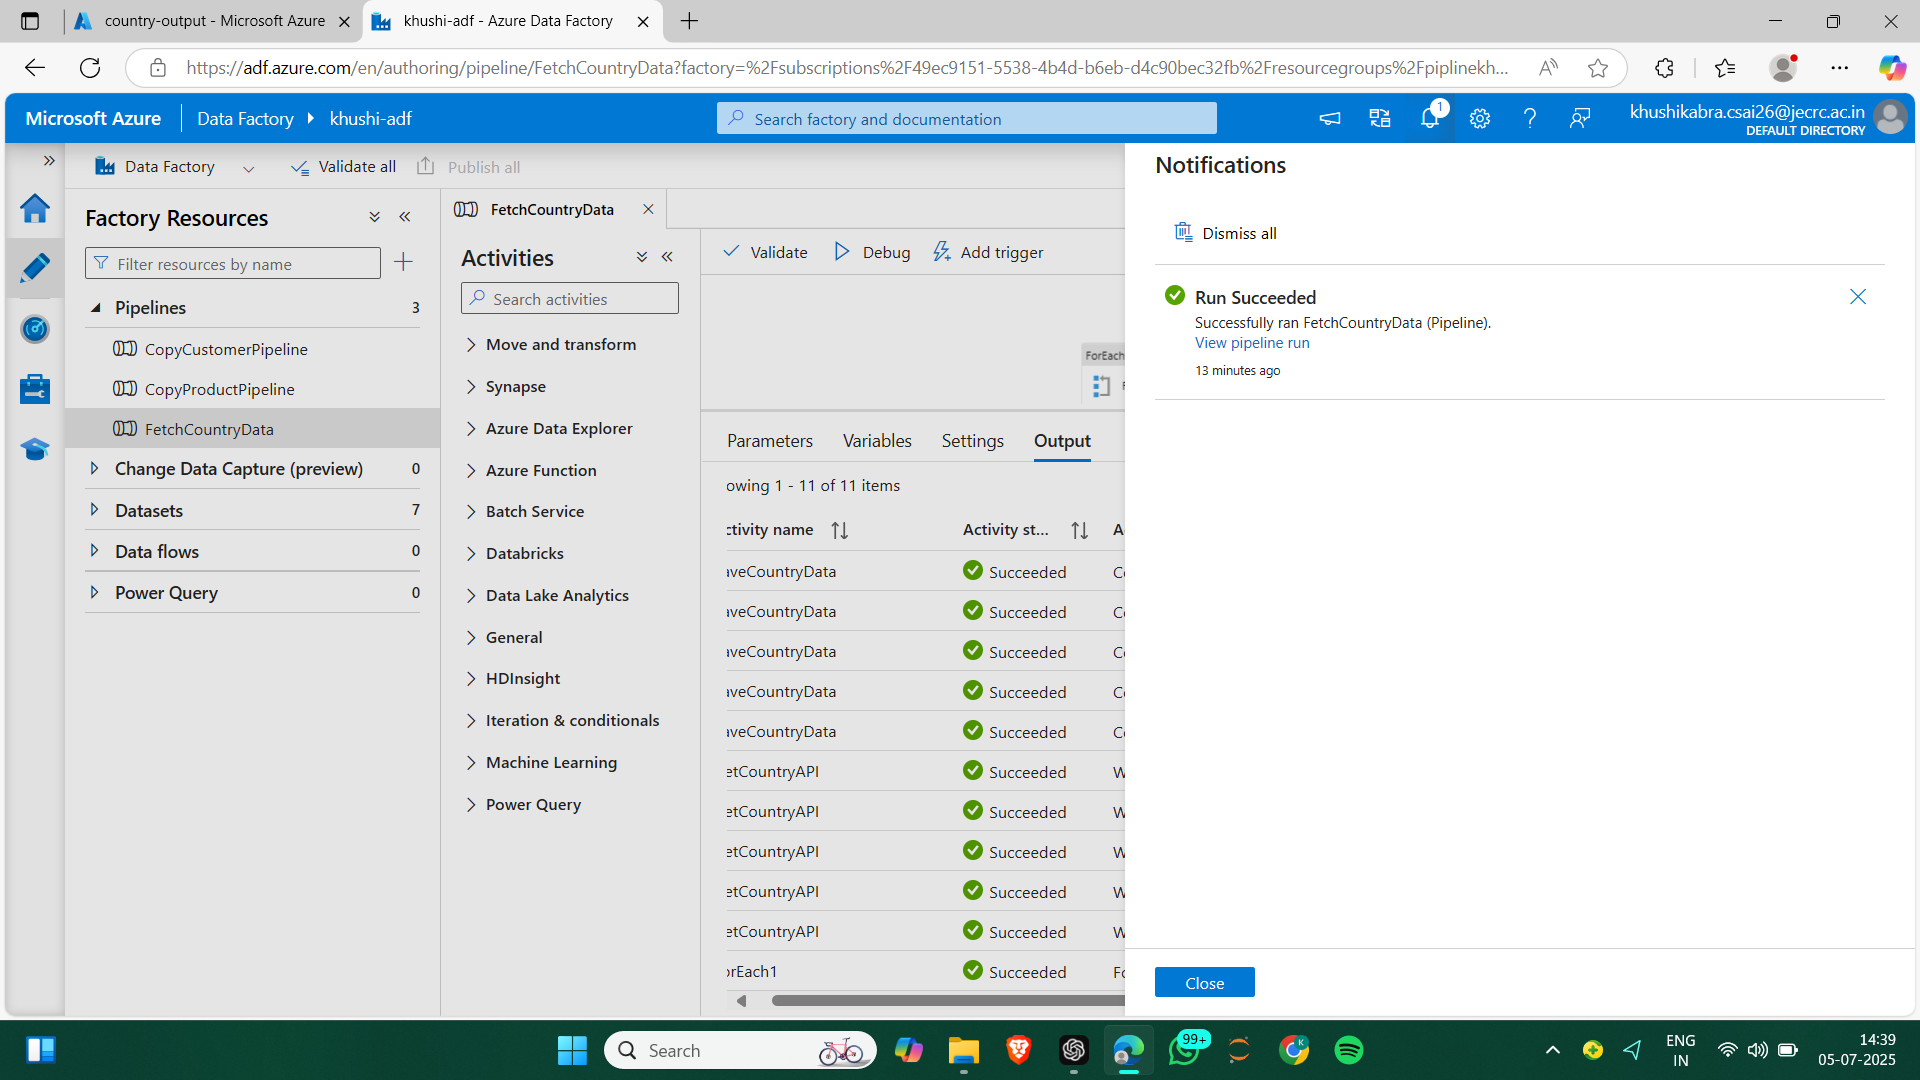 country-output - Microsoft Azure
khushi-adf - Azure Data Factory
https://adf.azure.com/en/authoring/pipeline/FetchCountryData?factory=%2Fsubscriptions%2F49ec9151-5538-4b4d-b6eb-d4c90bec32fb%2Fresourcegroups%2Fpiplinekh...
Microsoft Azure
Data Factory
khushi-adf
Search factory and documentation
1
khushikabra.csai26@jecrc.ac.in
DEFAULT DIRECTORY
Data Factory
Validate all
Publish all
Factory Resources
Filter resources by name
Pipelines 3
CopyCustomerPipeline
CopyProductPipeline
FetchCountryData
Change Data Capture (preview) 0
Datasets 7
Data flows 0
Power Query 0
FetchCountryData
Activities
Search activities
Move and transform
Synapse
Azure Data Explorer
Azure Function
Batch Service
Databricks
Data Lake Analytics
General
HDInsight
Iteration & conditionals
Machine Learning
Power Query
Validate
Debug
Add trigger
ForEach
Parameters
Variables
Settings
Output
owing 1 - 11 of 11 items
ctivity name
Activity st...
A
aveCountryData Succeeded
aveCountryData Succeeded
aveCountryData Succeeded
aveCountryData Succeeded
aveCountryData Succeeded
etCountryAPI Succeeded W
etCountryAPI Succeeded W
etCountryAPI Succeeded W
etCountryAPI Succeeded W
etCountryAPI Succeeded W
orEach1 Succeeded
Notifications
Dismiss all
Run Succeeded
Successfully ran FetchCountryData (Pipeline).
View pipeline run
13 minutes ago
Close
Search
99+
K
ENG
IN
14:39
05-07-2025